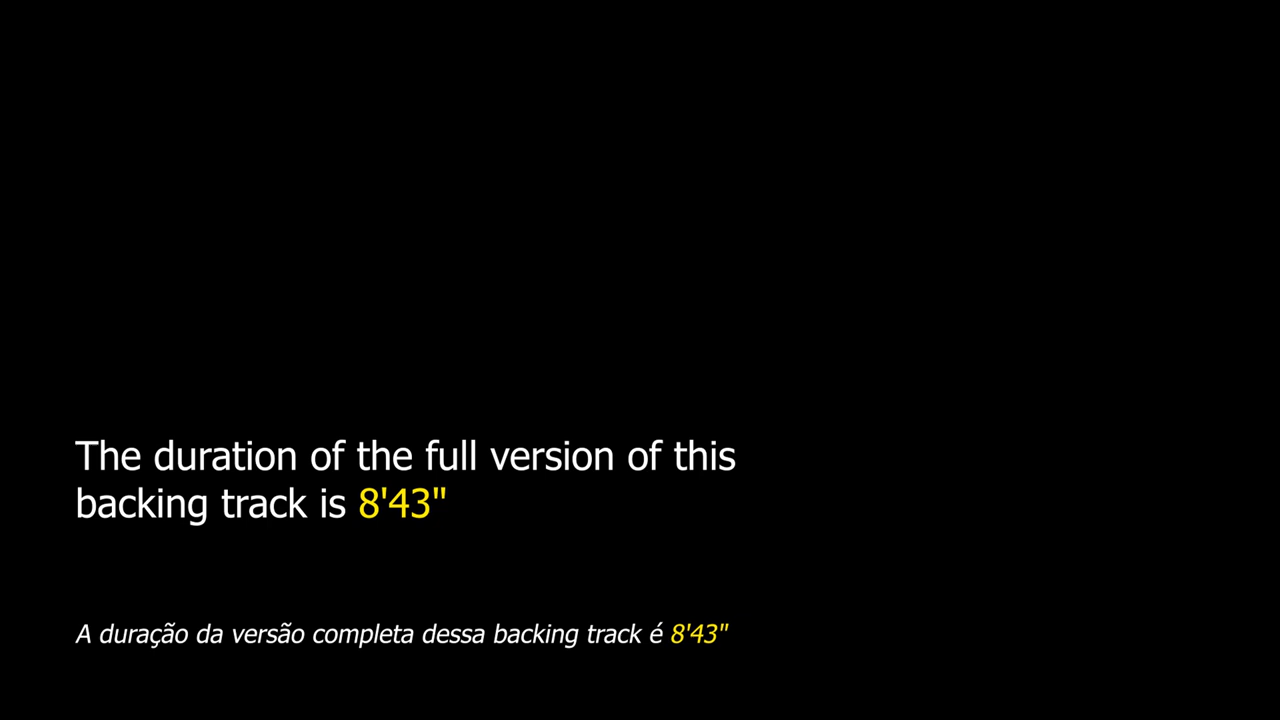 The duration of the full version of this
backing track is 8'43"
A duração da versão completa dessa backing track é 8'43"